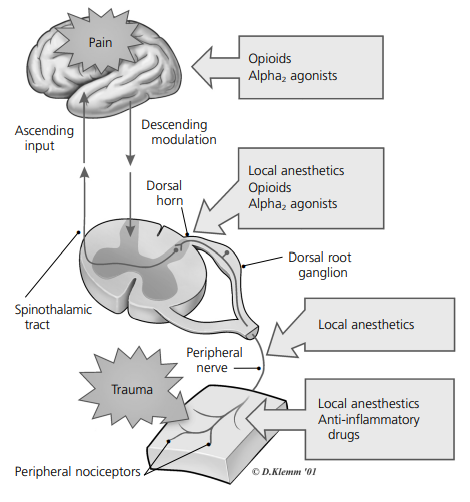 Pain
Opioids
Alpha₂ agonists
Ascending
input
Descending
modulation
Local anesthetics
Opioids
Alpha₂ agonists
Dorsal
horn
Dorsal root
ganglion
Spinothalamic
tract
Local anesthetics
Peripheral
nerve
Trauma
Local anesthestics
Anti-inflammatory
drugs
Peripheral nociceptors
© D.Klemm '01